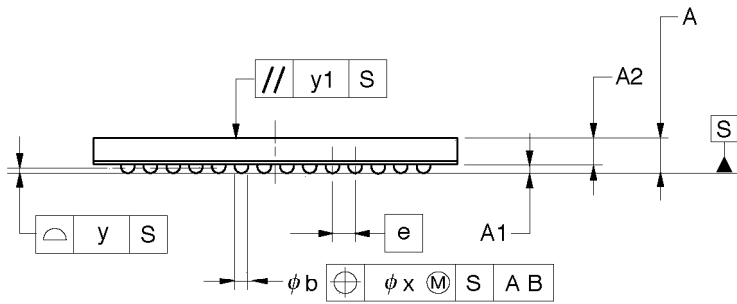 A
// y1 S
A2
S
⌓ y S
e
A1
ϕb ⌖ ϕx Ⓜ S A B